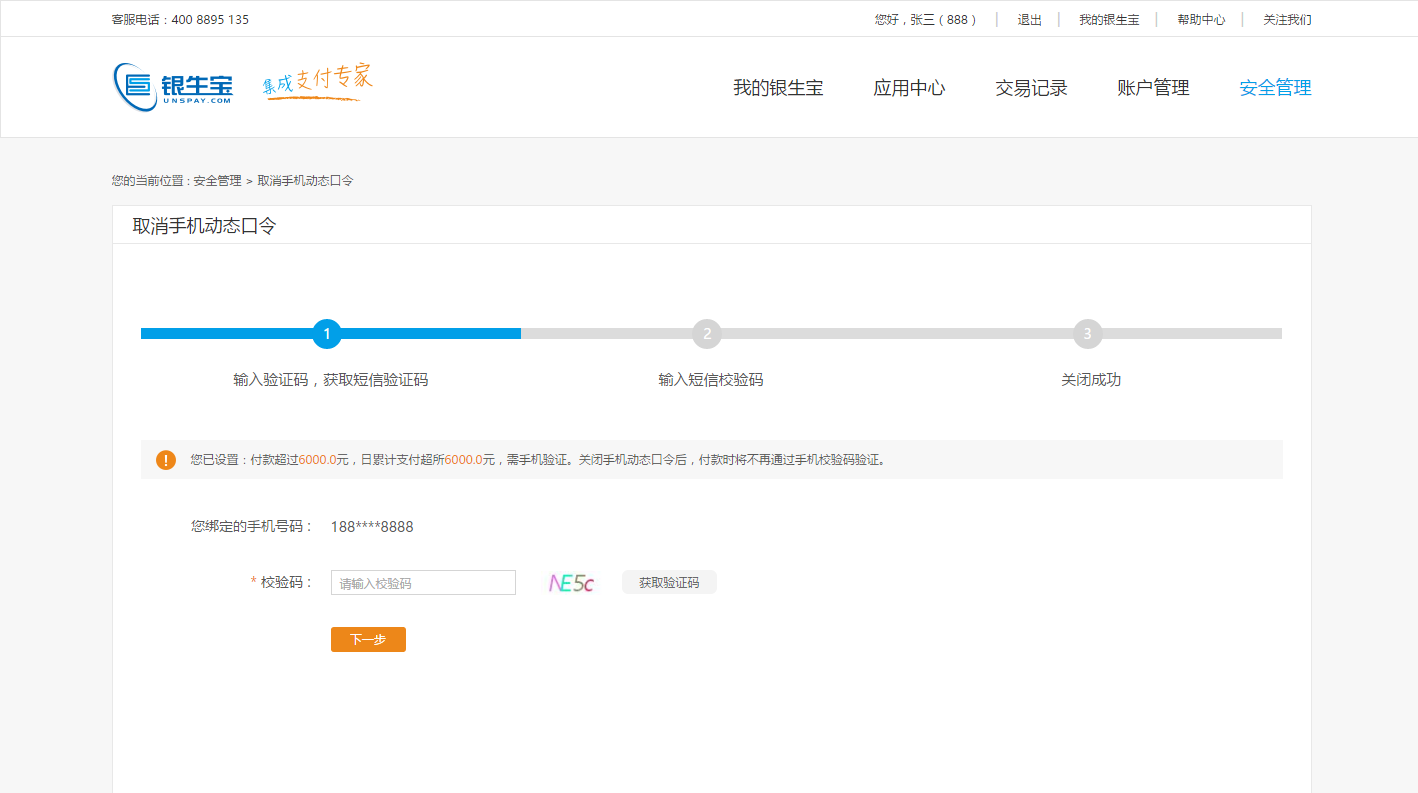 客服电话：400 8895 135
您好，张三（888）
退出
我的银生宝
帮助中心
关注我们
银生宝
UNSPAY.COM
集成支付专家
我的银生宝
应用中心
交易记录
账户管理
安全管理
您的当前位置：安全管理 > 取消手机动态口令
取消手机动态口令
1
2
3
输入验证码，获取短信验证码
输入短信校验码
关闭成功
您已设置：付款超过6000.0元，日累计支付超所6000.0元，需手机验证。关闭手机动态口令后，付款时将不再通过手机校验码验证。
您绑定的手机号码： 188****8888
* 校验码： 请输入校验码 NE5c 获取验证码
下一步